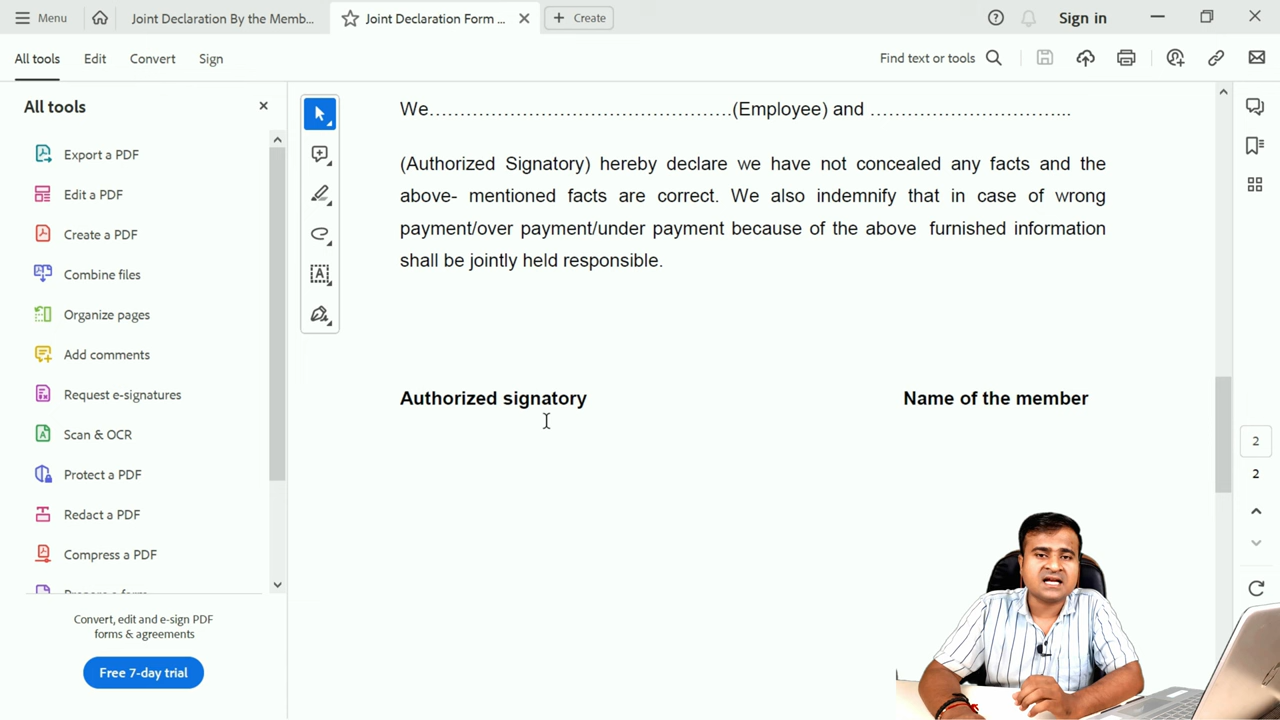 Menu
Joint Declaration By the Memb...
Joint Declaration Form ...
Create
Sign in
All tools
Edit
Convert
Sign
Find text or tools
All tools
Export a PDF
Edit a PDF
Create a PDF
Combine files
Organize pages
Add comments
Request e-signatures
Scan & OCR
Protect a PDF
Redact a PDF
Compress a PDF
Convert, edit and e-sign PDF
forms & agreements
Free 7-day trial
We................................................(Employee) and ................................
(Authorized Signatory) hereby declare we have not concealed any facts and the
above- mentioned facts are correct. We also indemnify that in case of wrong
payment/over payment/under payment because of the above furnished information
shall be jointly held responsible.
Authorized signatory
Name of the member
2
2